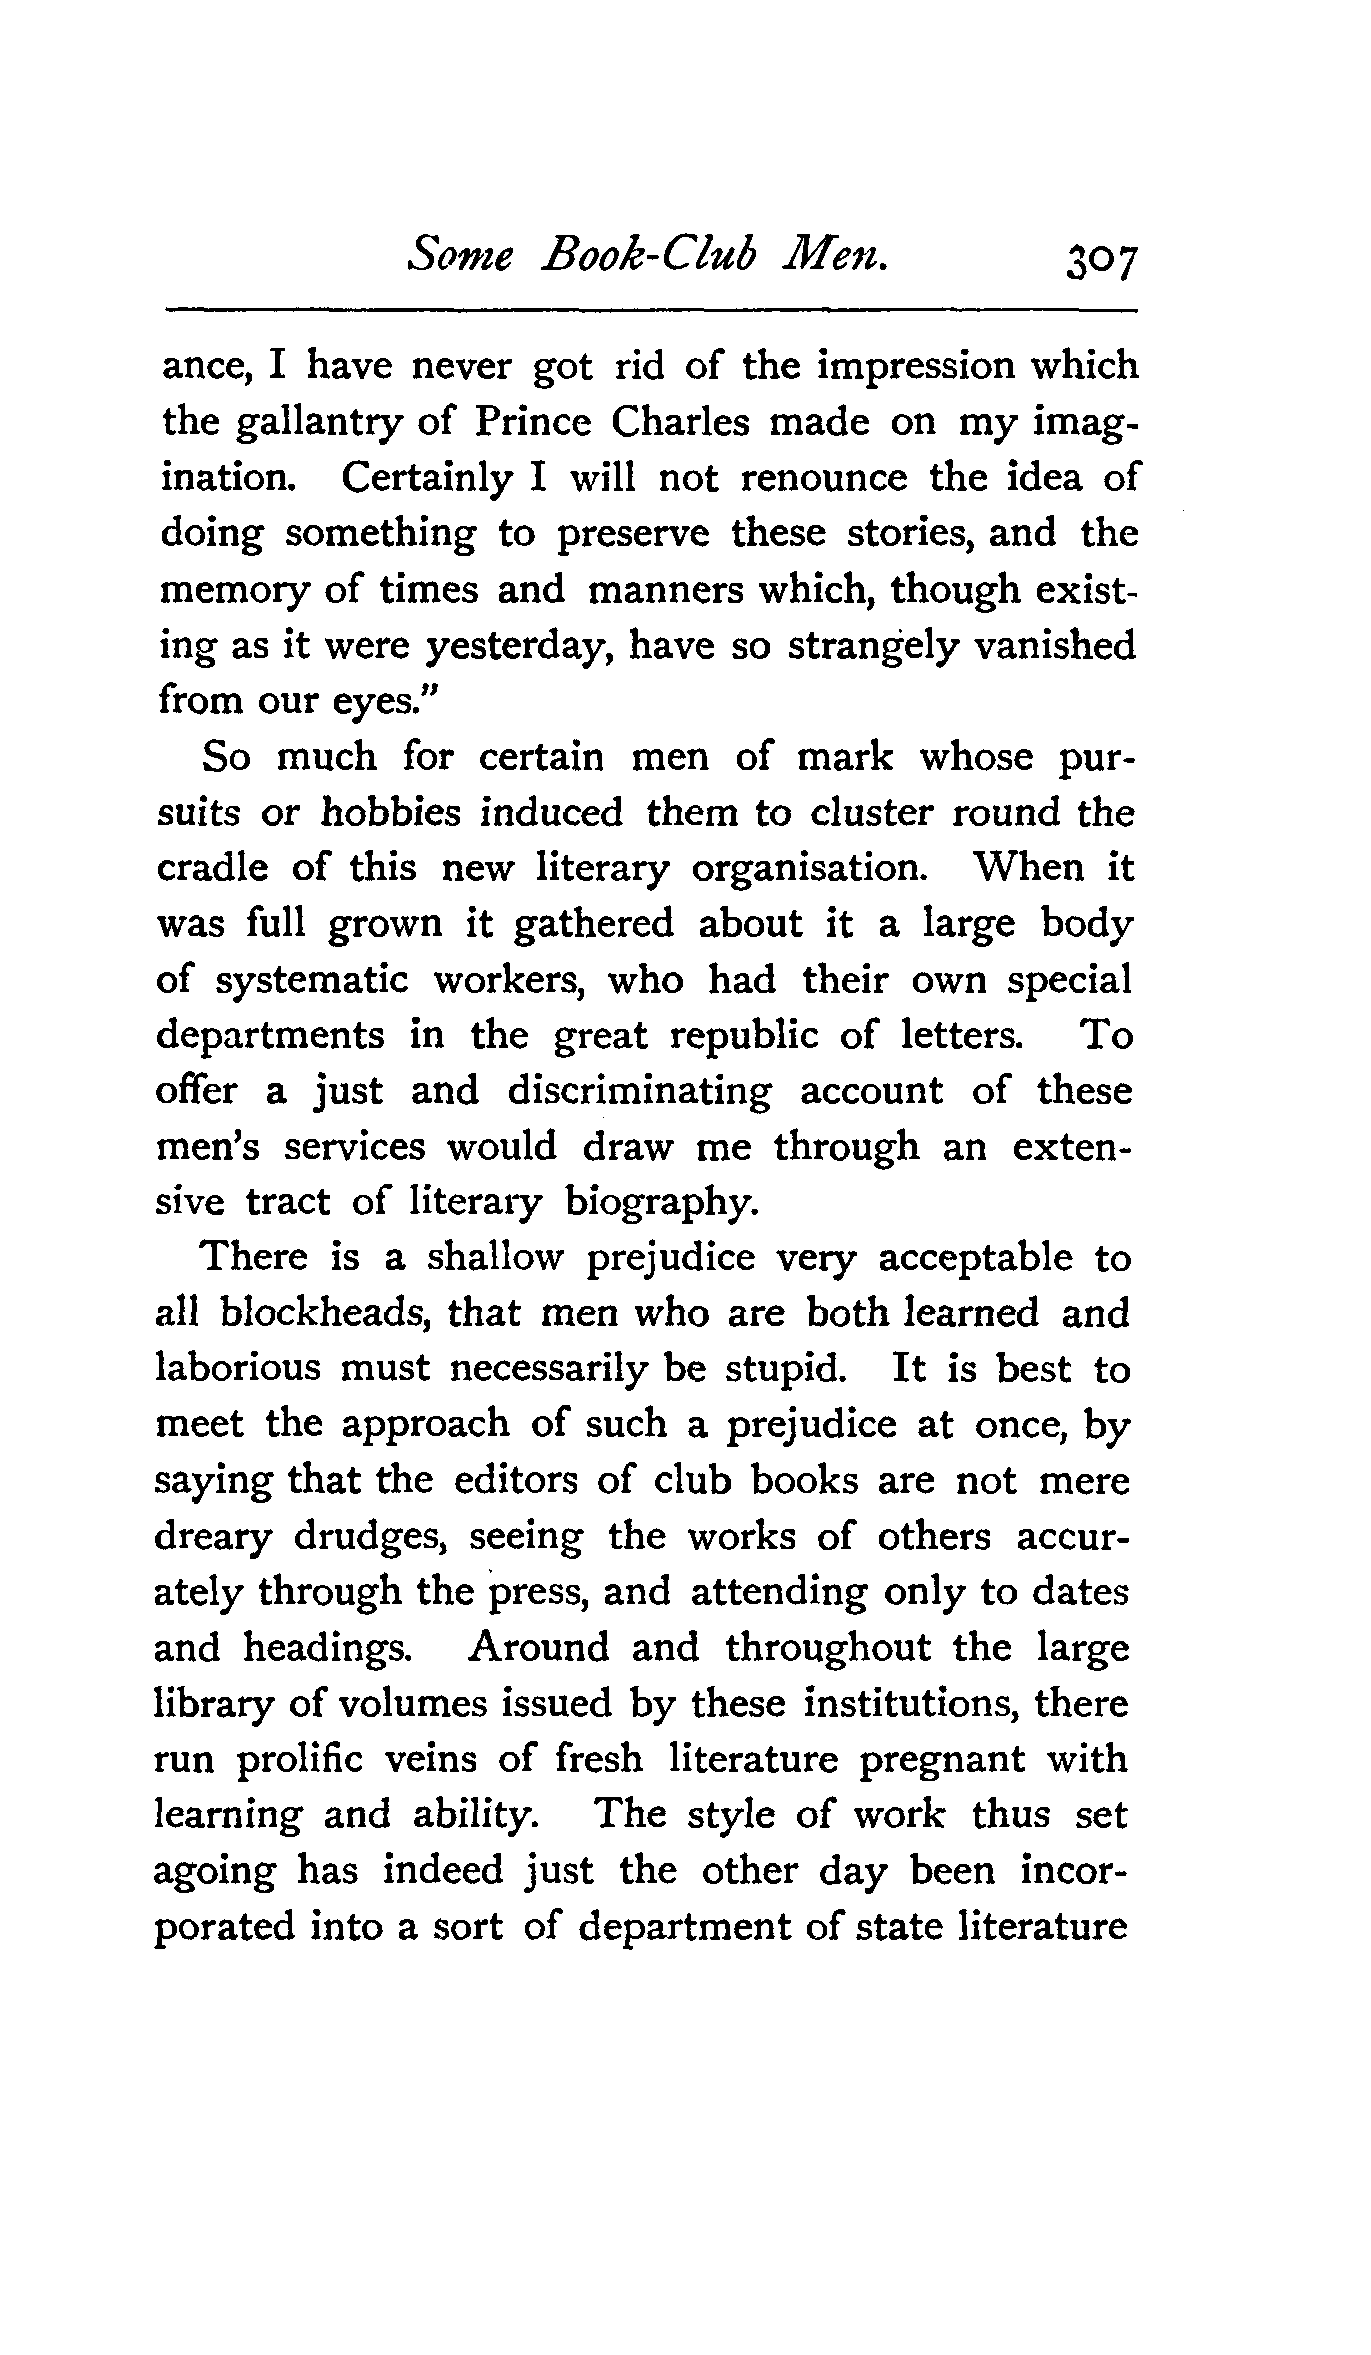 Some Book-Club Men. 307
ance, I have never got rid of the impression which
the gallantry of Prince Charles made on my imag-
ination. Certainly I will not renounce the idea of
doing something to preserve these stories, and the
memory of times and manners which, though exist-
ing as it were yesterday, have so strangely vanished
from our eyes."
So much for certain men of mark whose pur-
suits or hobbies induced them to cluster round the
cradle of this new literary organisation. When it
was full grown it gathered about it a large body
of systematic workers, who had their own special
departments in the great republic of letters. To
offer a just and discriminating account of these
men's services would draw me through an exten-
sive tract of literary biography.
There is a shallow prejudice very acceptable to
all blockheads, that men who are both learned and
laborious must necessarily be stupid. It is best to
meet the approach of such a prejudice at once, by
saying that the editors of club books are not mere
dreary drudges, seeing the works of others accur-
ately through the press, and attending only to dates
and headings. Around and throughout the large
library of volumes issued by these institutions, there
run prolific veins of fresh literature pregnant with
learning and ability. The style of work thus set
agoing has indeed just the other day been incor-
porated into a sort of department of state literature